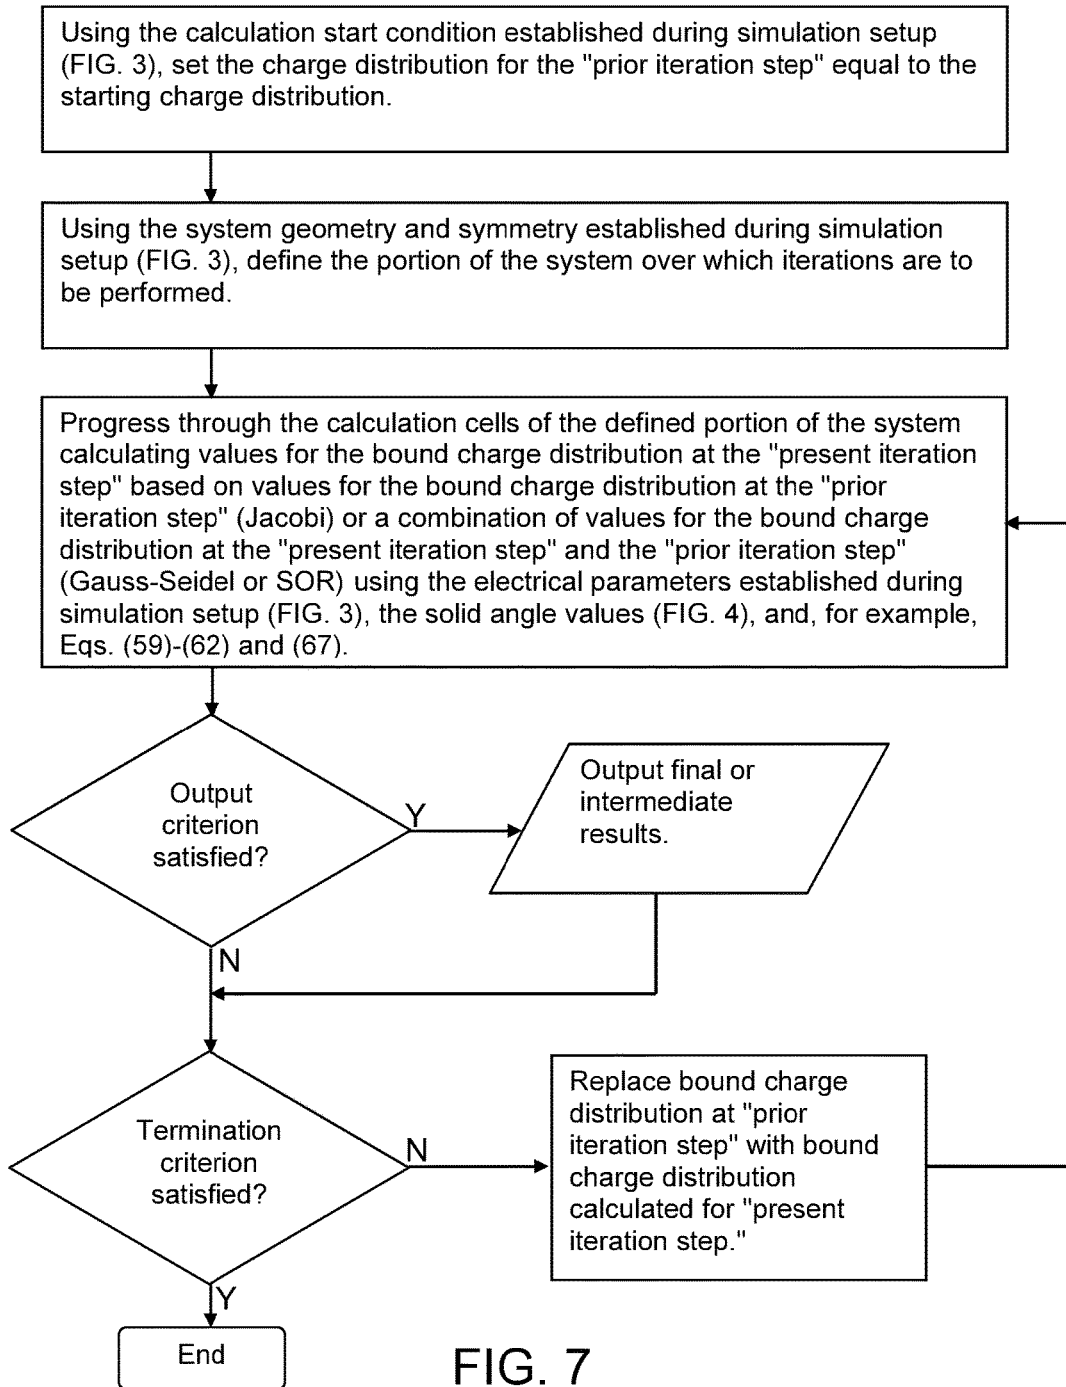 Using the calculation start condition established during simulation setup
(FIG. 3), set the charge distribution for the "prior iteration step" equal to the
starting charge distribution.
Using the system geometry and symmetry established during simulation
setup (FIG. 3), define the portion of the system over which iterations are to
be performed.
Progress through the calculation cells of the defined portion of the system
calculating values for the bound charge distribution at the "present iteration
step" based on values for the bound charge distribution at the "prior
iteration step" (Jacobi) or a combination of values for the bound charge
distribution at the "present iteration step" and the "prior iteration step"
(Gauss-Seidel or SOR) using the electrical parameters established during
simulation setup (FIG. 3), the solid angle values (FIG. 4), and, for example,
Eqs. (59)-(62) and (67).
Output
criterion
satisfied?
Y
Output final or
intermediate
results.
N
Termination
criterion
satisfied?
N
Replace bound charge
distribution at "prior
iteration step" with bound
charge distribution
calculated for "present
iteration step."
Y
End
FIG. 7